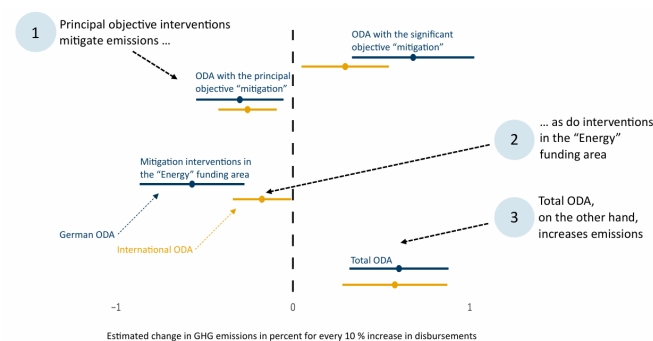 1
Principal objective interventions
mitigate emissions ...
ODA with the significant
objective “mitigation”
ODA with the principal
objective “mitigation”
2
... as do interventions
in the “Energy”
funding area
Mitigation interventions in
the “Energy” funding area
3
Total ODA,
on the other hand,
increases emissions
German ODA
International ODA
Total ODA
−1
0
1
Estimated change in GHG emissions in percent for every 10 % increase in disbursements